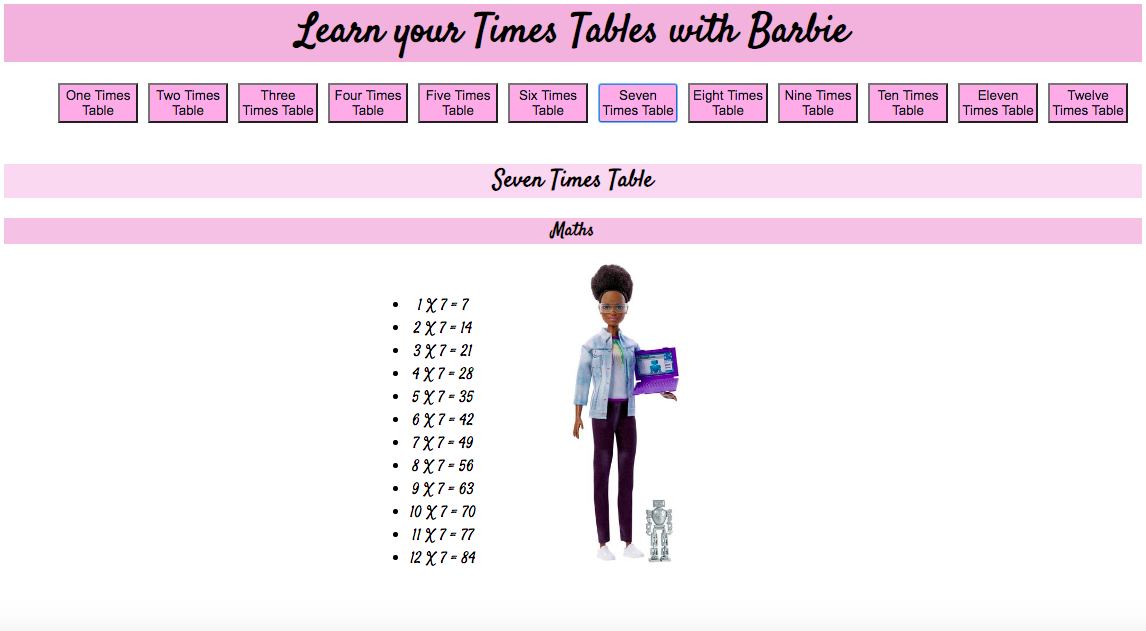 Learn your Times Tables with Barbie
One Times
Table
Two Times
Table
Three
Times Table
Four Times
Table
Five Times
Table
Six Times
Table
Seven
Times Table
Eight Times
Table
Nine Times
Table
Ten Times
Table
Eleven
Times Table
Twelve
Times Table
Seven Times Table
Maths
1 X 7 = 7
2 X 7 = 14
3 X 7 = 21
4 X 7 = 28
5 X 7 = 35
6 X 7 = 42
7 X 7 = 49
8 X 7 = 56
9 X 7 = 63
10 X 7 = 70
11 X 7 = 77
12 X 7 = 84